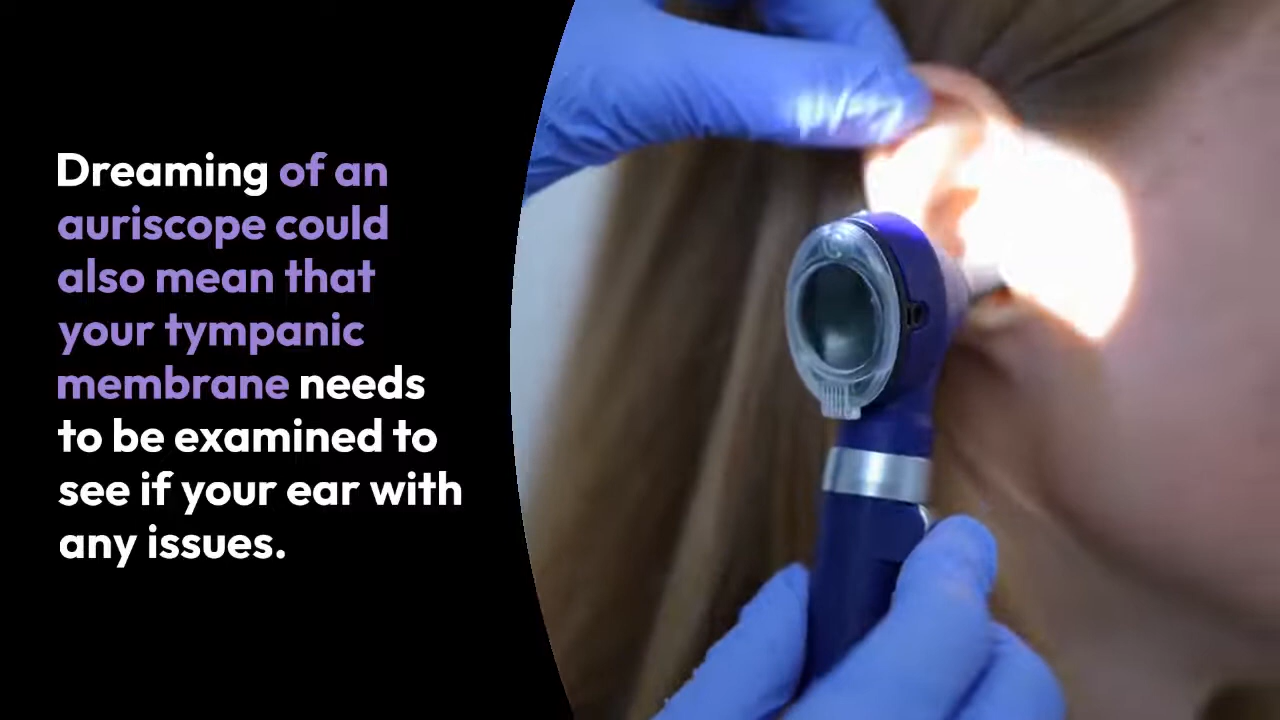 Dreaming of an
auriscope could
also mean that
your tympanic
membrane needs
to be examined to
see if your ear with
any issues.